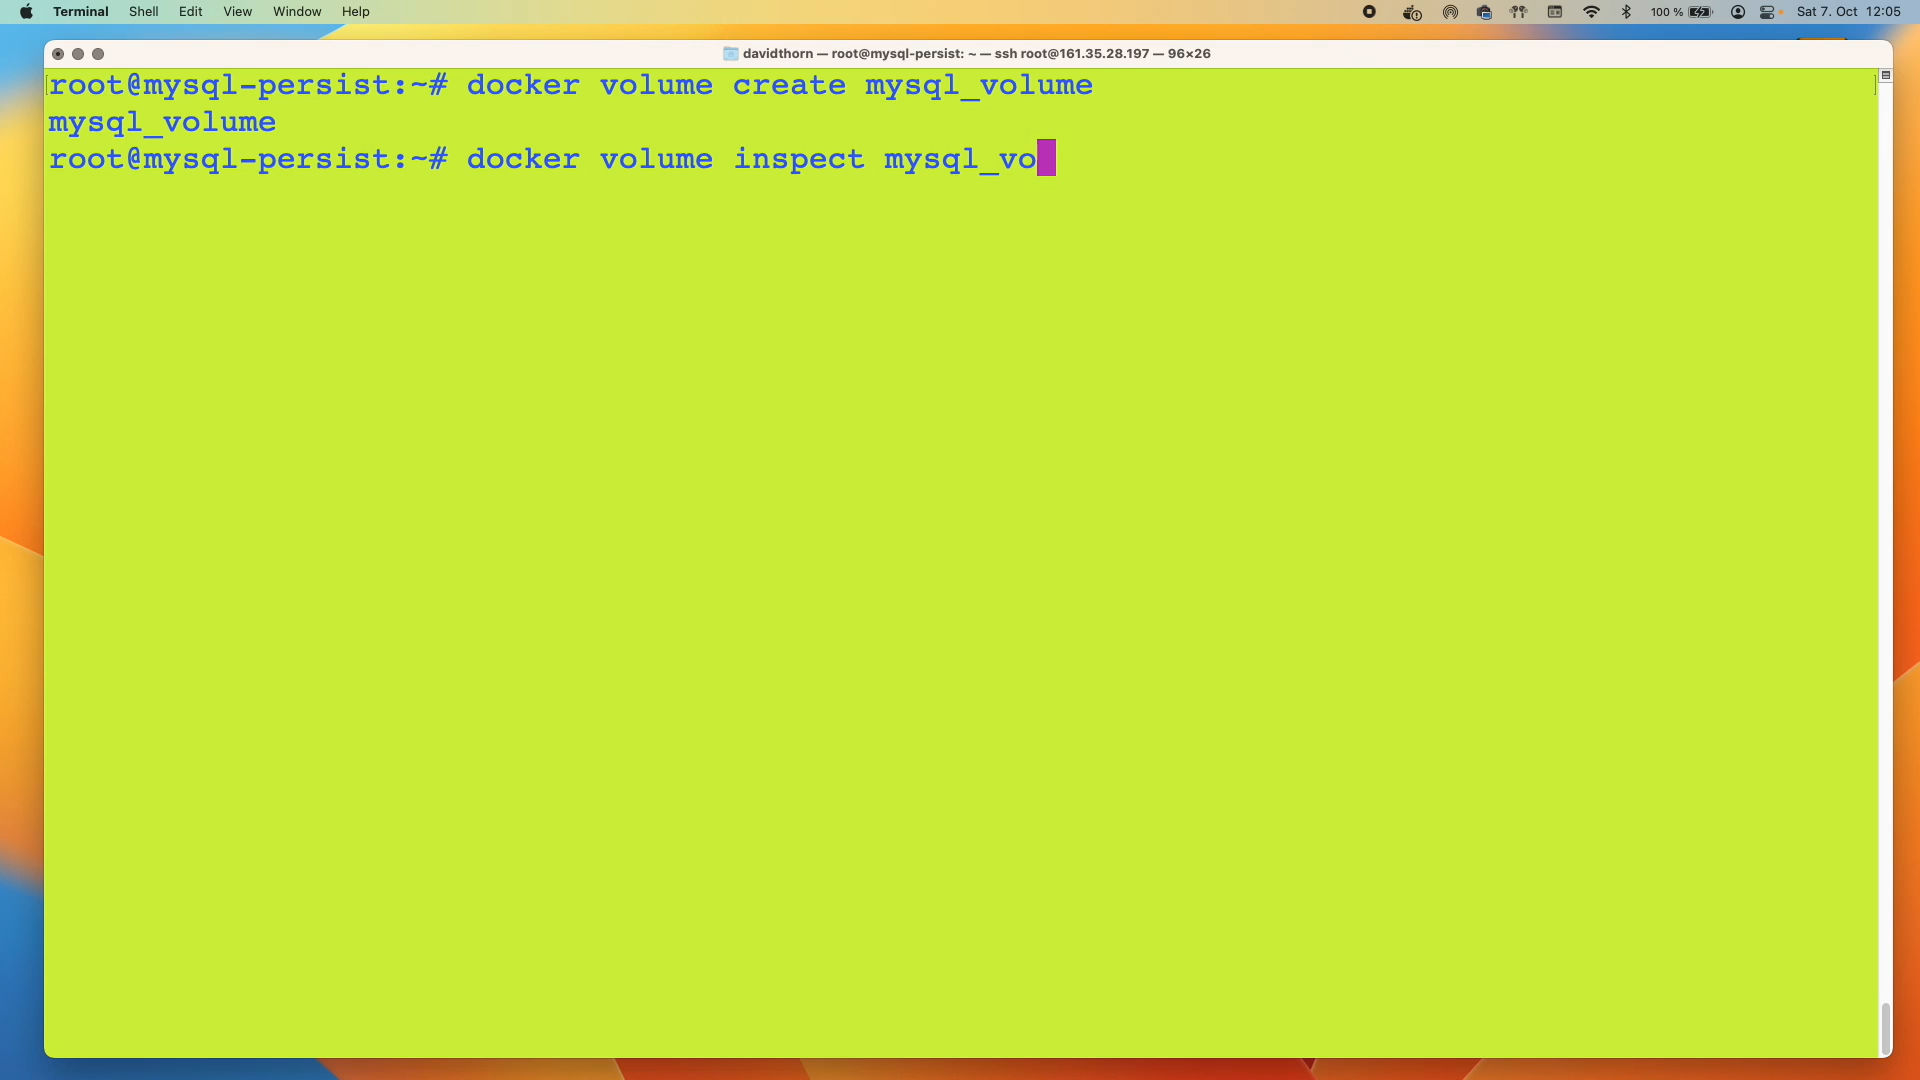 Terminal Shell Edit View Window Help 100 % Sat 7. Oct 12:05
davidthorn — root@mysql-persist: ~ — ssh root@161.35.28.197 — 96×26
root@mysql-persist:~# docker volume create mysql_volume
mysql_volume
root@mysql-persist:~# docker volume inspect mysql_vo